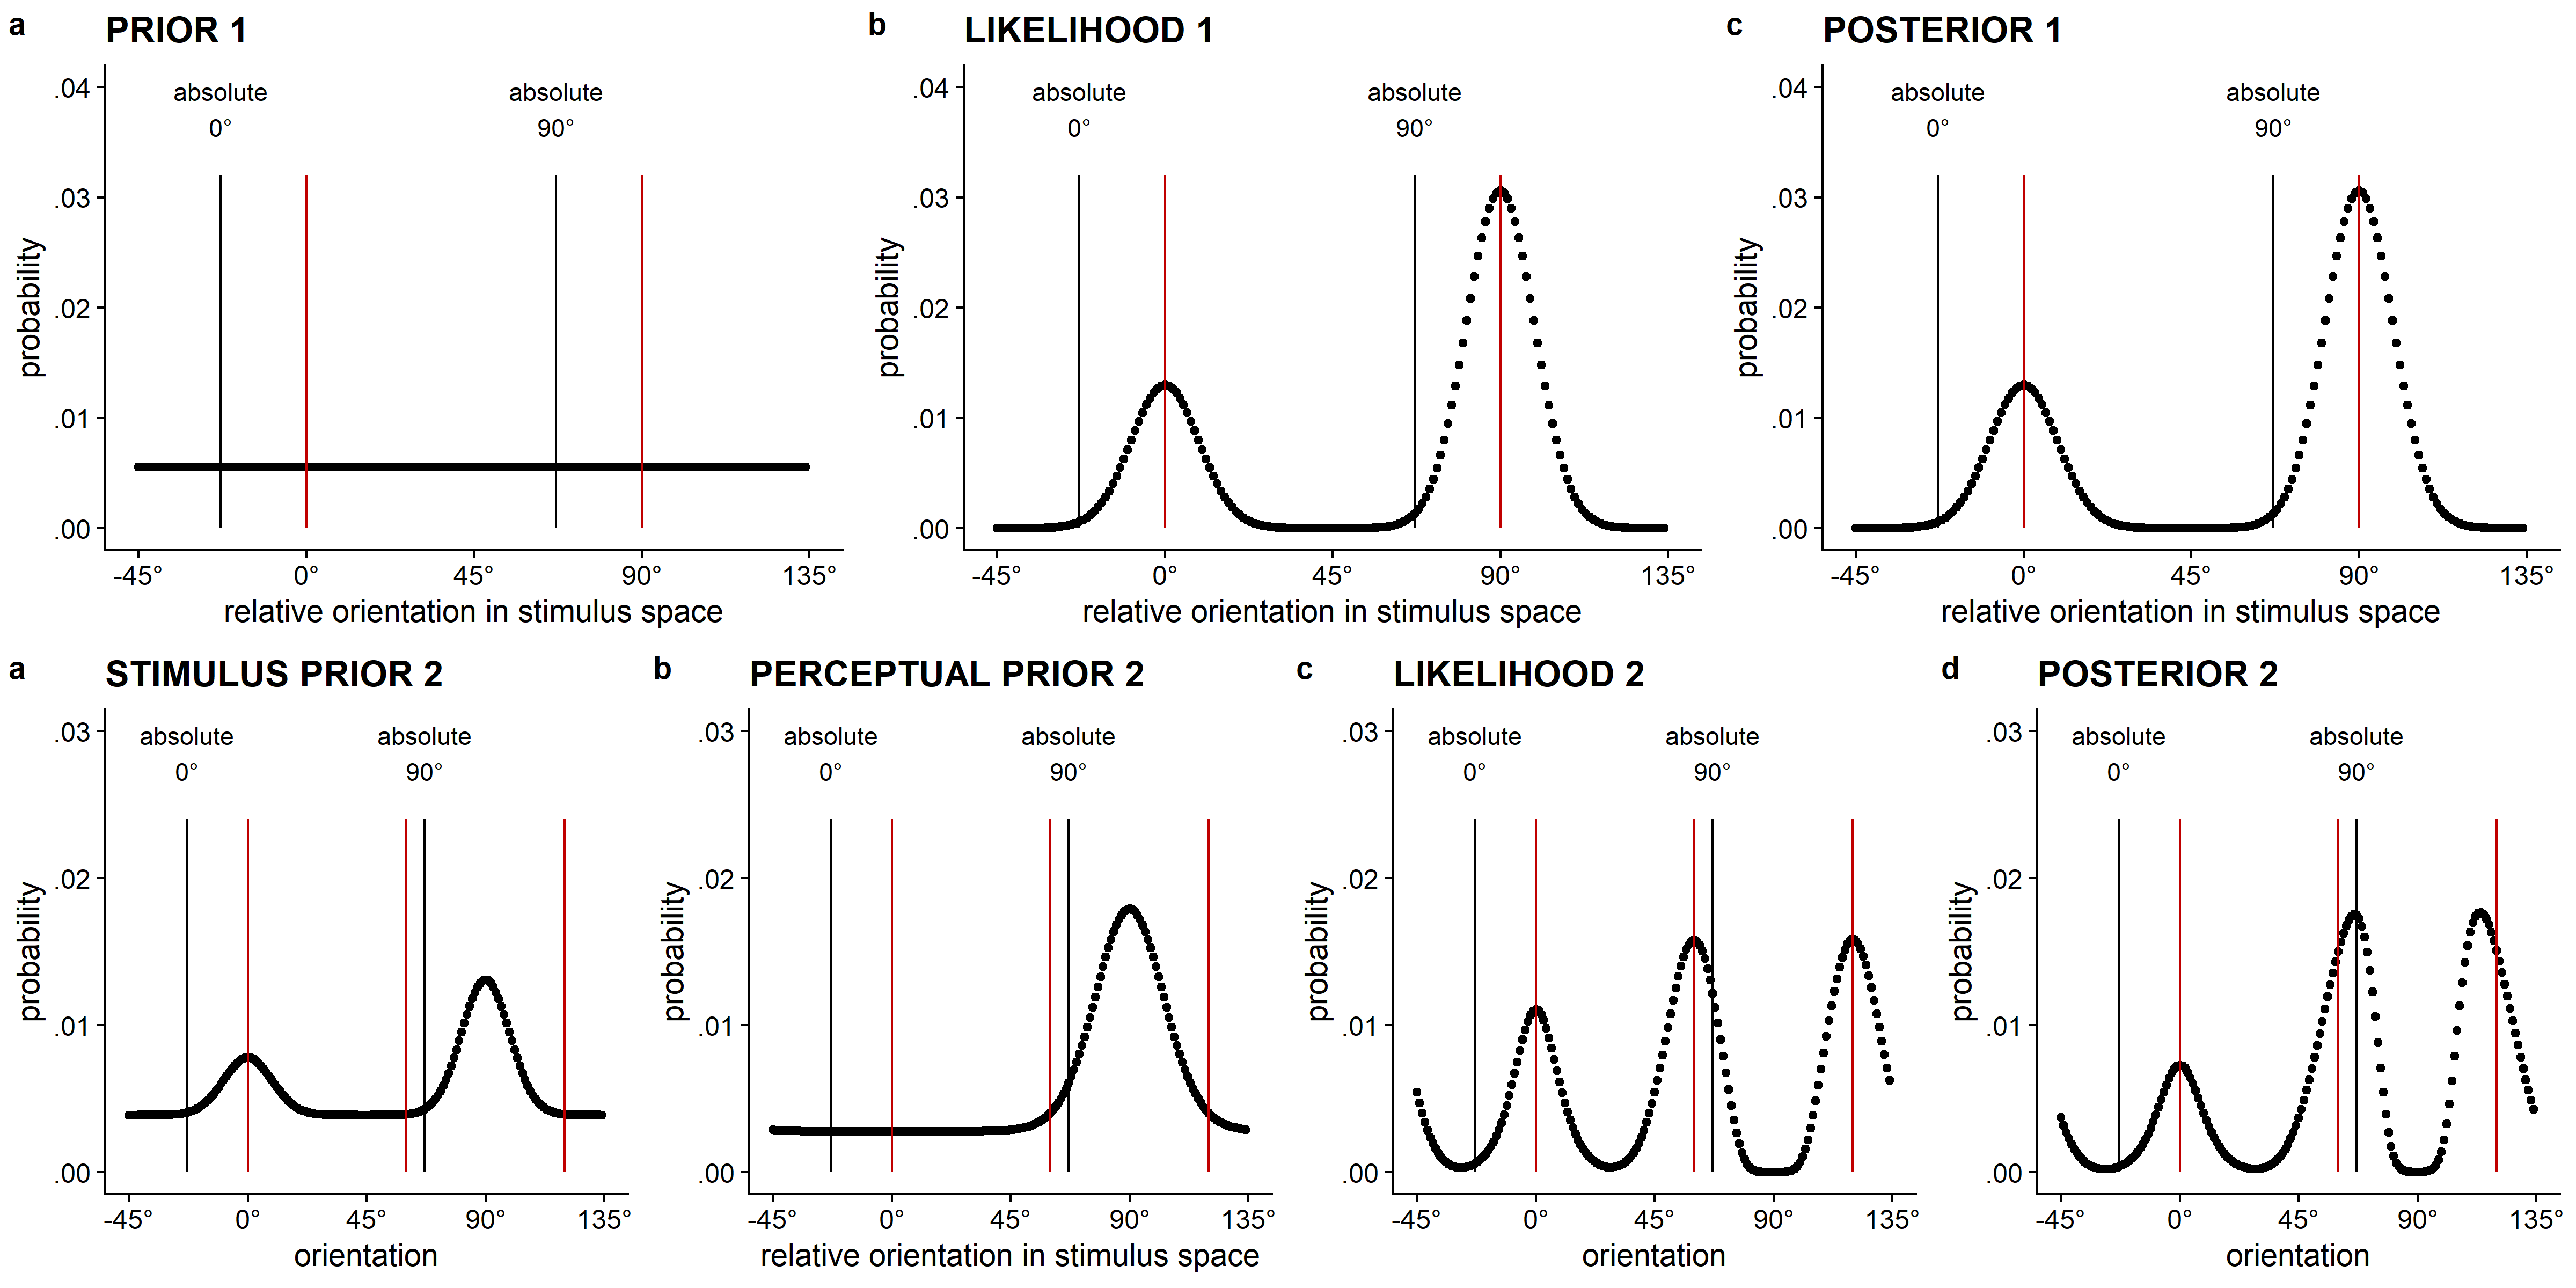 a PRIOR 1
.04
.03
.02
.01
.00
absolute 0°
absolute 90°
probability
-45° 0° 45° 90° 135°
relative orientation in stimulus space
b LIKELIHOOD 1
.04
.03
.02
.01
.00
absolute 0°
absolute 90°
probability
-45° 0° 45° 90° 135°
relative orientation in stimulus space
c POSTERIOR 1
.04
.03
.02
.01
.00
absolute 0°
absolute 90°
probability
-45° 0° 45° 90° 135°
relative orientation in stimulus space
a STIMULUS PRIOR 2
.03
.02
.01
.00
absolute 0°
absolute 90°
probability
-45° 0° 45° 90° 135°
orientation
b PERCEPTUAL PRIOR 2
.03
.02
.01
.00
absolute 0°
absolute 90°
probability
-45° 0° 45° 90° 135°
relative orientation in stimulus space
c LIKELIHOOD 2
.03
.02
.01
.00
absolute 0°
absolute 90°
probability
-45° 0° 45° 90° 135°
orientation
d POSTERIOR 2
.03
.02
.01
.00
absolute 0°
absolute 90°
probability
-45° 0° 45° 90° 135°
orientation